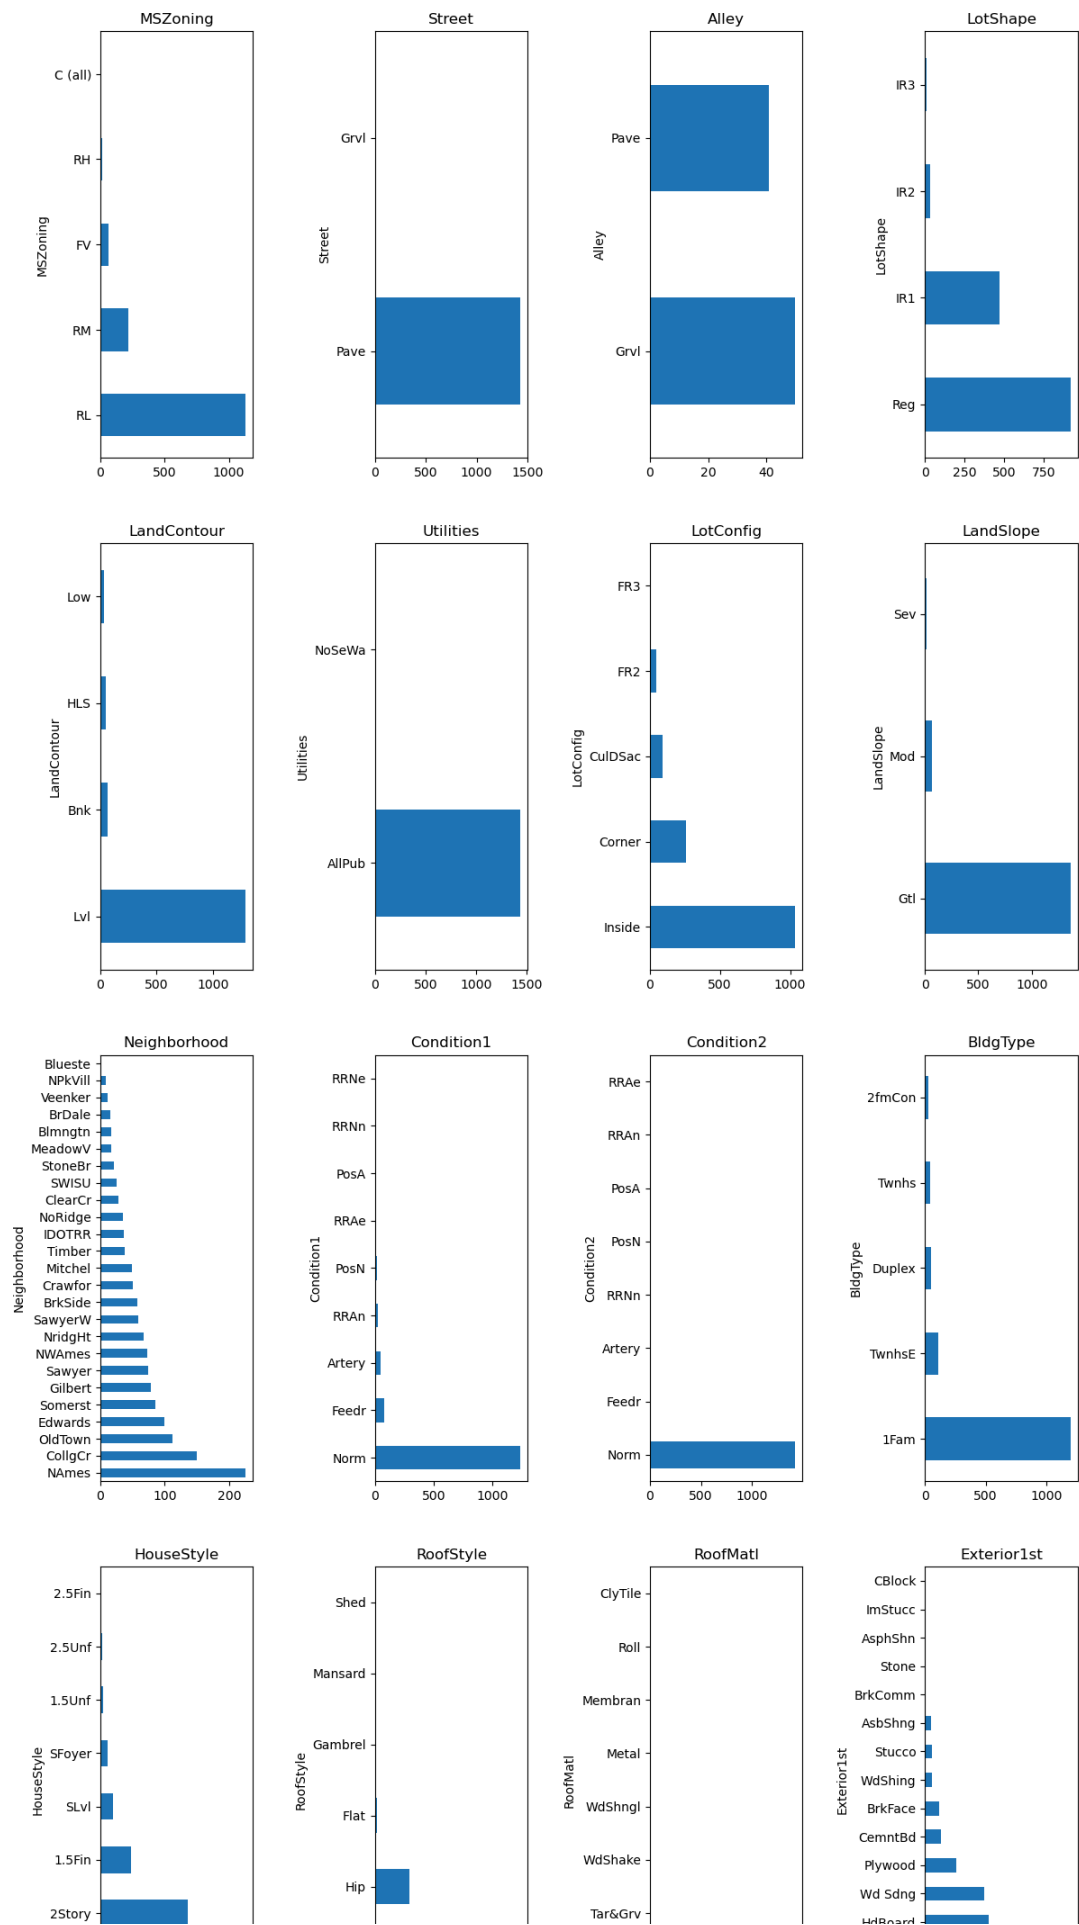 MSZoning
C (all)
RH
FV
RM
RL
MSZoning
0 500 1000
Street
Grvl
Pave
Street
0 500 1000 1500
Alley
Pave
Grvl
Alley
0 20 40
LotShape
IR3
IR2
IR1
Reg
LotShape
0 250 500 750
LandContour
Low
HLS
Bnk
Lvl
LandContour
0 500 1000
Utilities
NoSeWa
AllPub
Utilities
0 500 1000 1500
LotConfig
FR3
FR2
CulDSac
Corner
Inside
LotConfig
0 500 1000
LandSlope
Sev
Mod
Gtl
LandSlope
0 500 1000
Neighborhood
Blueste
NPkVill
Veenker
BrDale
Blmngtn
MeadowV
StoneBr
SWISU
ClearCr
NoRidge
IDOTRR
Timber
Mitchel
Crawfor
BrkSide
SawyerW
NridgHt
NWAmes
Sawyer
Gilbert
Somerst
Edwards
OldTown
CollgCr
NAmes
Neighborhood
0 100 200
Condition1
RRNe
RRNn
PosA
RRAe
PosN
RRAn
Artery
Feedr
Norm
Condition1
0 500 1000
Condition2
RRAe
RRAn
PosA
PosN
RRNn
Artery
Feedr
Norm
Condition2
0 500 1000
BldgType
2fmCon
Twnhs
Duplex
TwnhsE
1Fam
BldgType
0 500 1000
HouseStyle
2.5Fin
2.5Unf
1.5Unf
SFoyer
SLvl
1.5Fin
2Story
HouseStyle
RoofStyle
Shed
Mansard
Gambrel
Flat
Hip
RoofStyle
RoofMatl
ClyTile
Roll
Membran
Metal
WdShngl
WdShake
Tar&Grv
RoofMatl
Exterior1st
CBlock
ImStucc
AsphShn
Stone
BrkComm
AsbShng
Stucco
WdShing
BrkFace
CemntBd
Plywood
Wd Sdng
HdBoard
Exterior1st